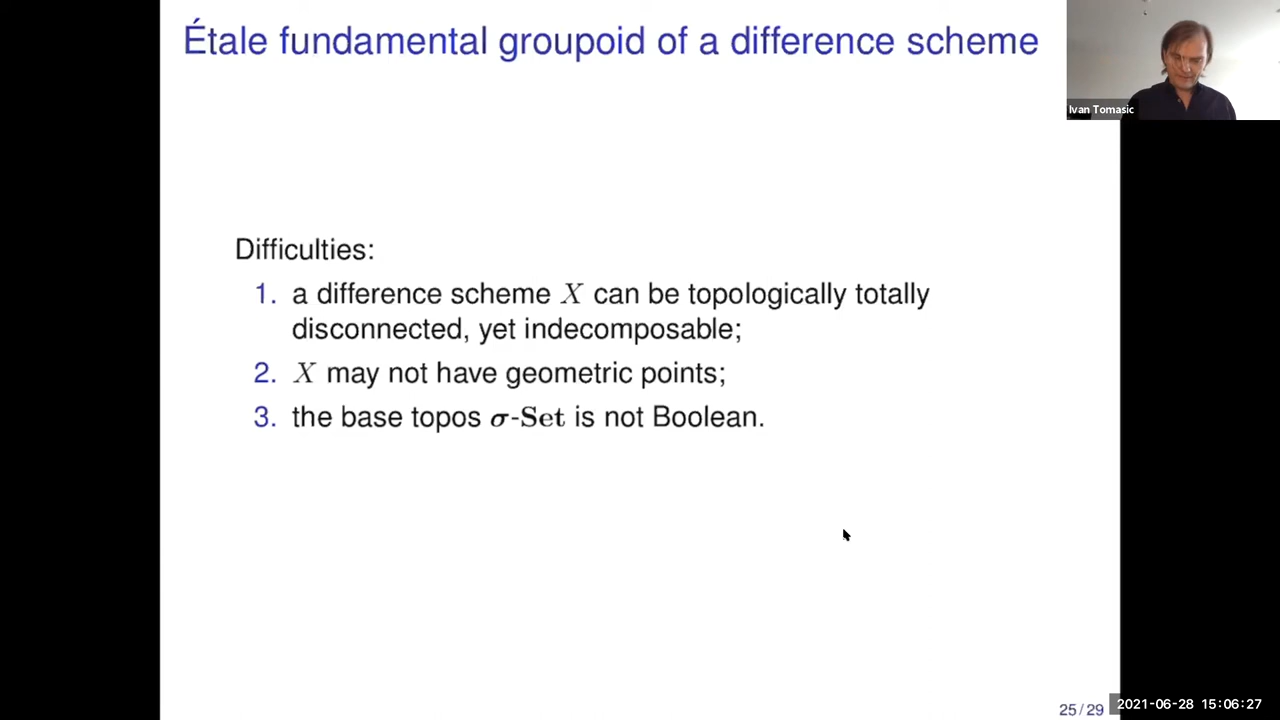 Étale fundamental groupoid of a difference scheme
Ivan Tomasic
Difficulties:
1. a difference scheme X can be topologically totally
disconnected, yet indecomposable;
2. X may not have geometric points;
3. the base topos σ-Set is not Boolean.
25/29
2021-06-28 15:06:27